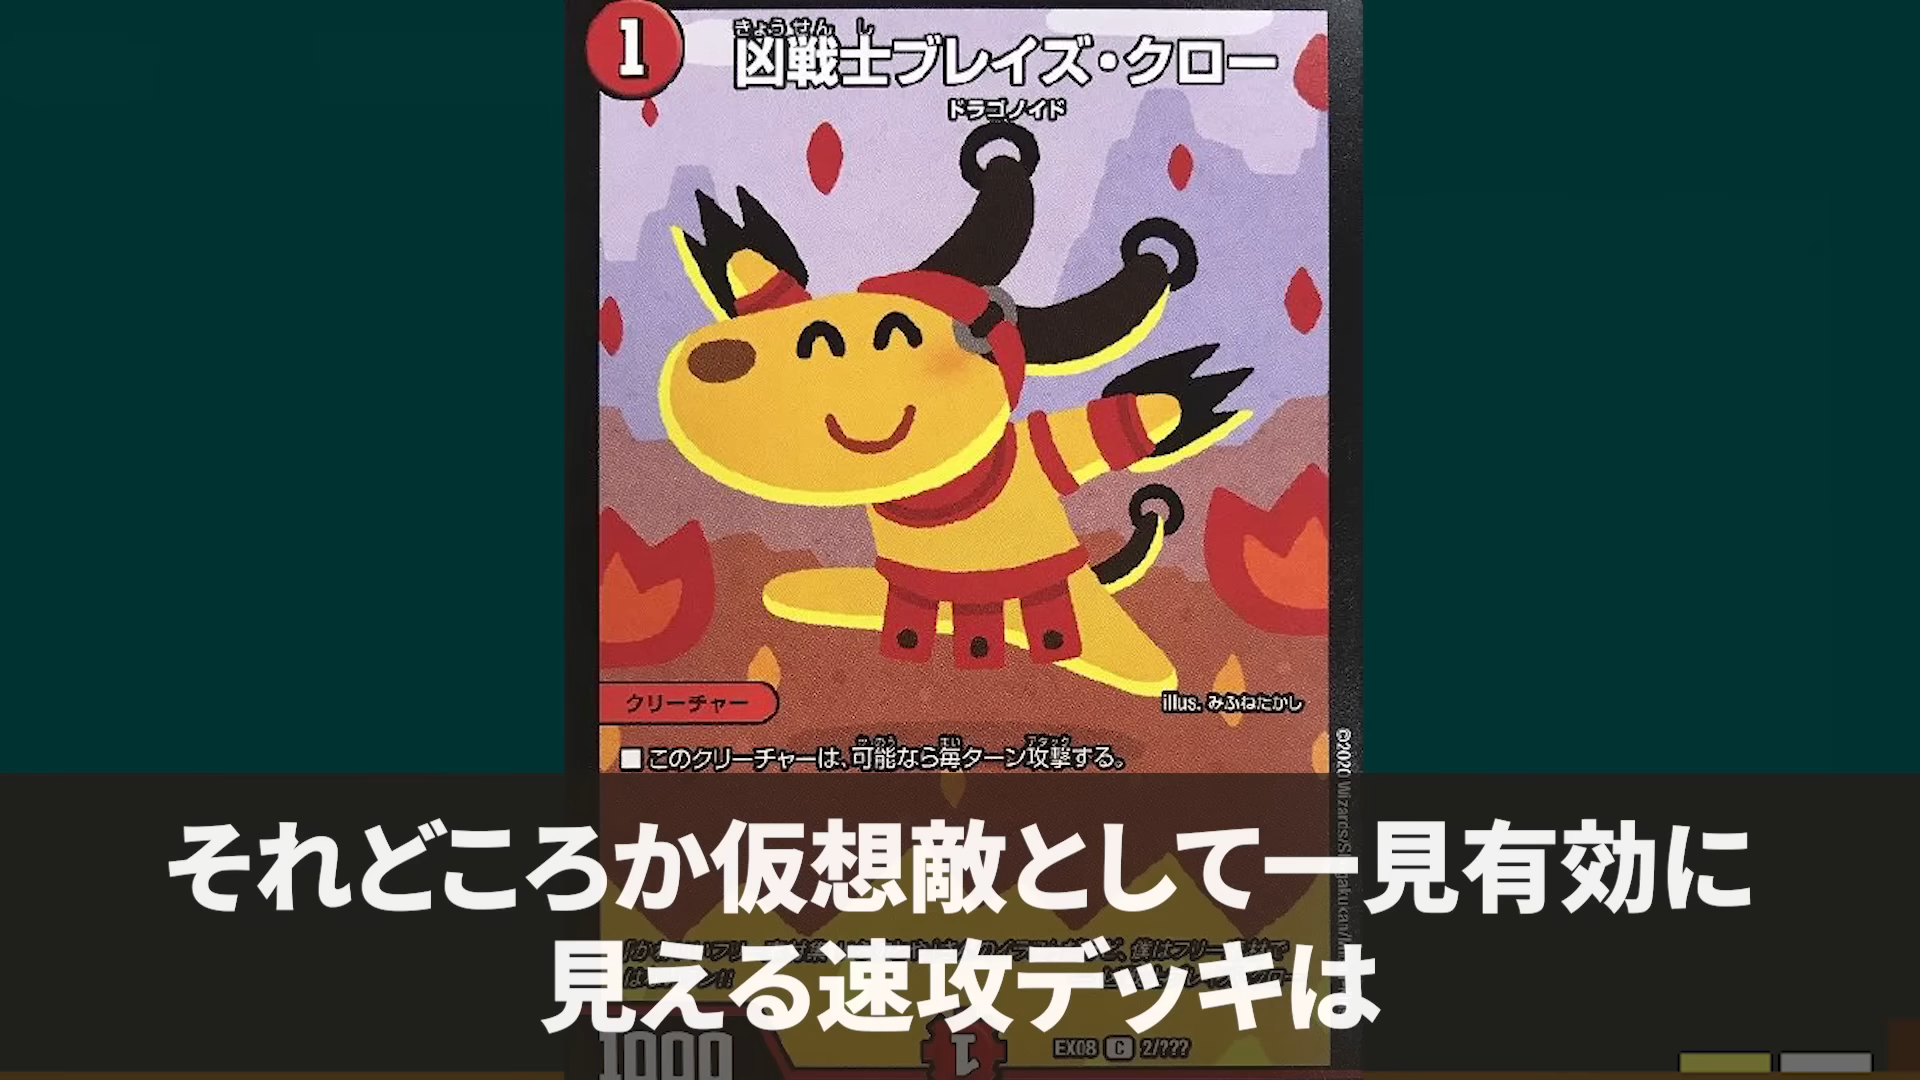 1
きょうせんし
凶戦士ブレイズ・クロー
ドラゴノイド
クリーチャー
illus. みふねたかし
■このクリーチャーは、可能なら毎ターン攻撃する。
それどころか仮想敵として一見有効に
見える速攻デッキは
1000
1
EX08 C 2/???
©2020 Wizards/Shogakukan/